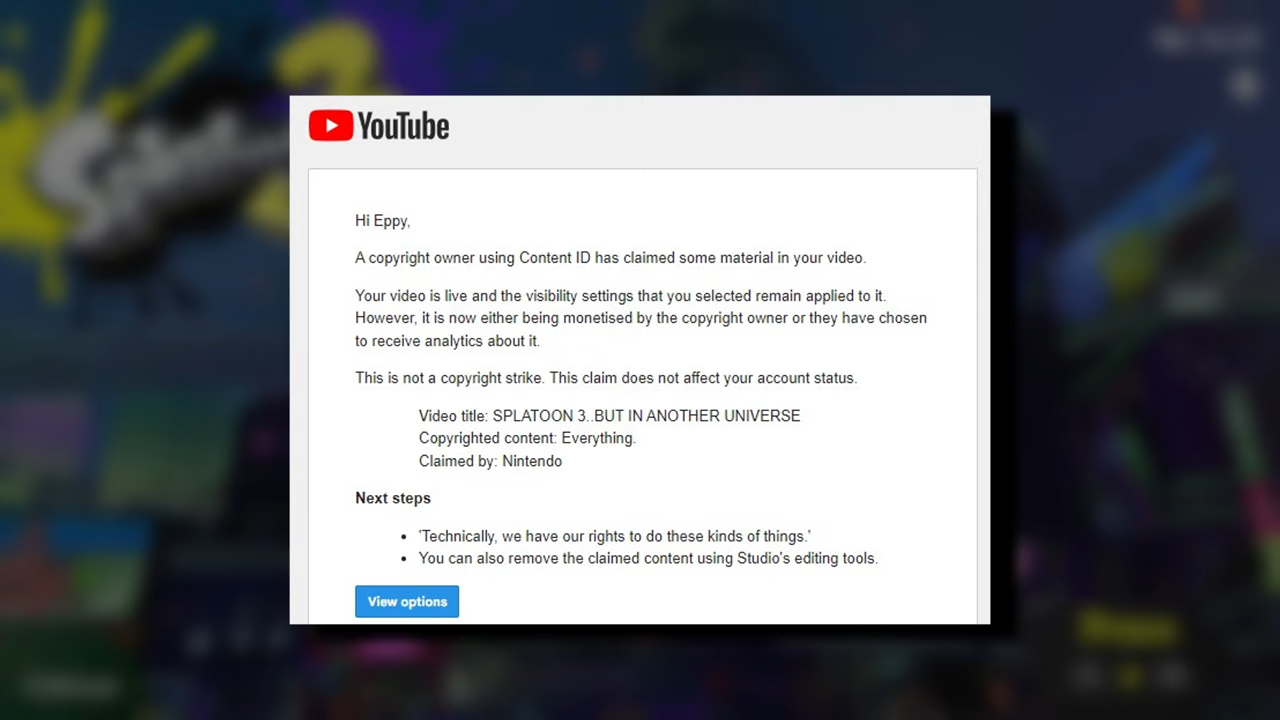 YouTube
Hi Eppy,
A copyright owner using Content ID has claimed some material in your video.
Your video is live and the visibility settings that you selected remain applied to it.
However, it is now either being monetised by the copyright owner or they have chosen
to receive analytics about it.
This is not a copyright strike. This claim does not affect your account status.
Video title: SPLATOON 3..BUT IN ANOTHER UNIVERSE
Copyrighted content: Everything.
Claimed by: Nintendo
Next steps
• 'Technically, we have our rights to do these kinds of things.'
• You can also remove the claimed content using Studio's editing tools.
View options